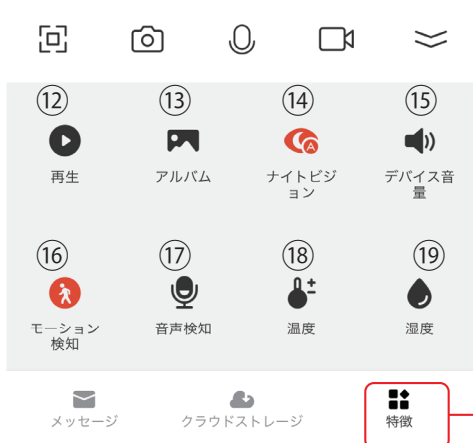 ⑫ ⑬ ⑭ ⑮
再生 アルバム ナイトビジ デバイス音
ョン 量
⑯ ⑰ ⑱ ⑲
モーション 音声検知 温度 湿度
検知
メッセージ クラウドストレージ 特徴